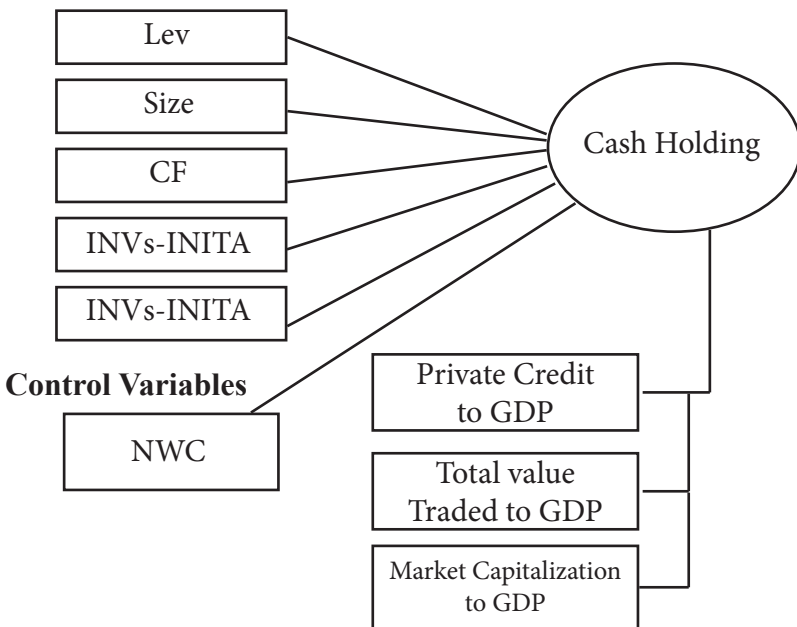 Lev
Size
CF
INVs-INITA
INVs-INITA
Control Variables
NWC
Cash Holding
Private Credit
to GDP
Total value
Traded to GDP
Market Capitalization
to GDP